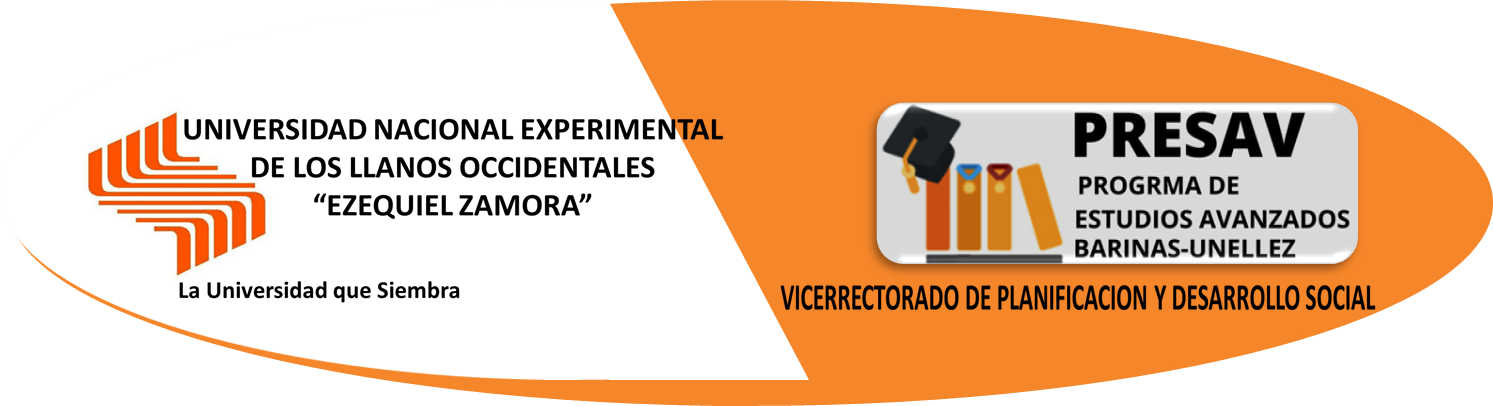 UNIVERSIDAD NACIONAL EXPERIMENTAL
DE LOS LLANOS OCCIDENTALES
“EZEQUIEL ZAMORA”
La Universidad que Siembra
PRESAV
PROGRMA DE
ESTUDIOS AVANZADOS
BARINAS-UNELLEZ
VICERRECTORADO DE PLANIFICACION Y DESARROLLO SOCIAL